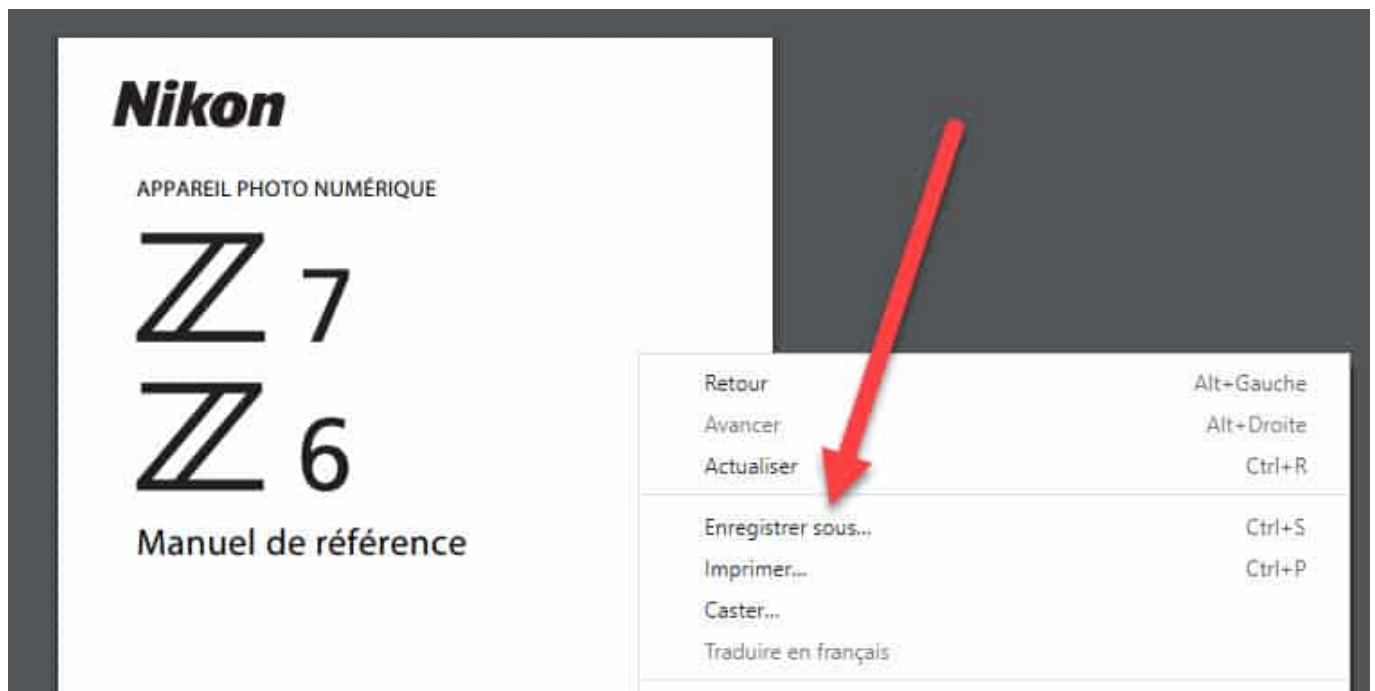 Nikon
APPAREIL PHOTO NUMÉRIQUE
Z 7
Z 6
Manuel de référence
Retour Alt+Gauche
Avancer Alt+Droite
Actualiser Ctrl+R
Enregistrer sous... Ctrl+S
Imprimer... Ctrl+P
Caster...
Traduire en français